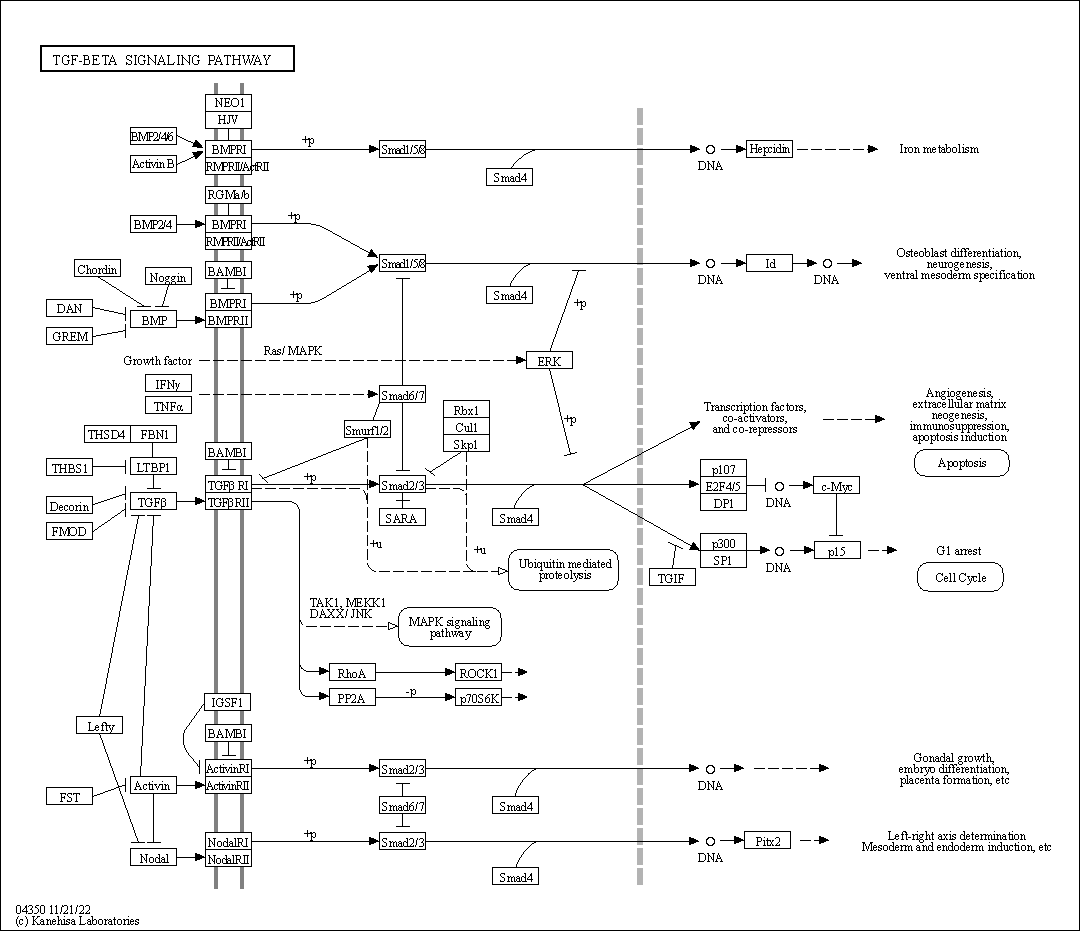 TGF-BETA SIGNALING PATHWAY
NEO1
HJV
BMP2/4/6
+p
BMPRI
Smad1/5/8
Hepcidin
Iron metabolism
Activin B
RMPRII/ActRII
DNA
Smad4
RGMa/b
BMP2/4
BMPRI
+p
RMPRII/ActRII
Smad1/5/8
Id
Osteoblast differentiation,
neurogenesis,
ventral mesoderm specification
Chordin
Noggin
BAMBI
DNA
DNA
Smad4
DAN
BMPRI
+p
+p
BMP
BMPRII
GREM
Growth factor
Ras/ MAPK
ERK
IFNγ
TNFα
Smad6/7
Rbx1
Cul1
Skp1
+p
Transcription factors,
co-activators,
and co-repressors
Angiogenesis,
extracellular matrix
neogenesis,
immunosuppression,
apoptosis induction
Smurf1/2
THSD4
FBN1
BAMBI
Apoptosis
THBS1
LTBP1
p107
E2F4/5
DP1
TGFβ RI
+p
Smad2/3
c-Myc
Decorin
TGFβ
TGFβ RII
DNA
SARA
Smad4
FMOD
+u
+u
p300
SP1
p15
G1 arrest
DNA
Ubiquitin mediated
proteolysis
TGIF
Cell Cycle
TAK1, MEKK1
DAXX/ JNK
MAPK signaling
pathway
RhoA
ROCK1
PP2A
-p
p70S6K
IGSF1
Lefty
BAMBI
ActivinRI
+p
Smad2/3
Gonadal growth,
embryo differentiation,
placenta formation, etc
Activin
ActivinRII
DNA
FST
Smad6/7
Smad4
NodalRI
+p
Smad2/3
Pitx2
Left-right axis determination
Mesoderm and endoderm induction, etc
Nodal
NodalRII
DNA
Smad4
04350 11/21/22
(c) Kanehisa Laboratories